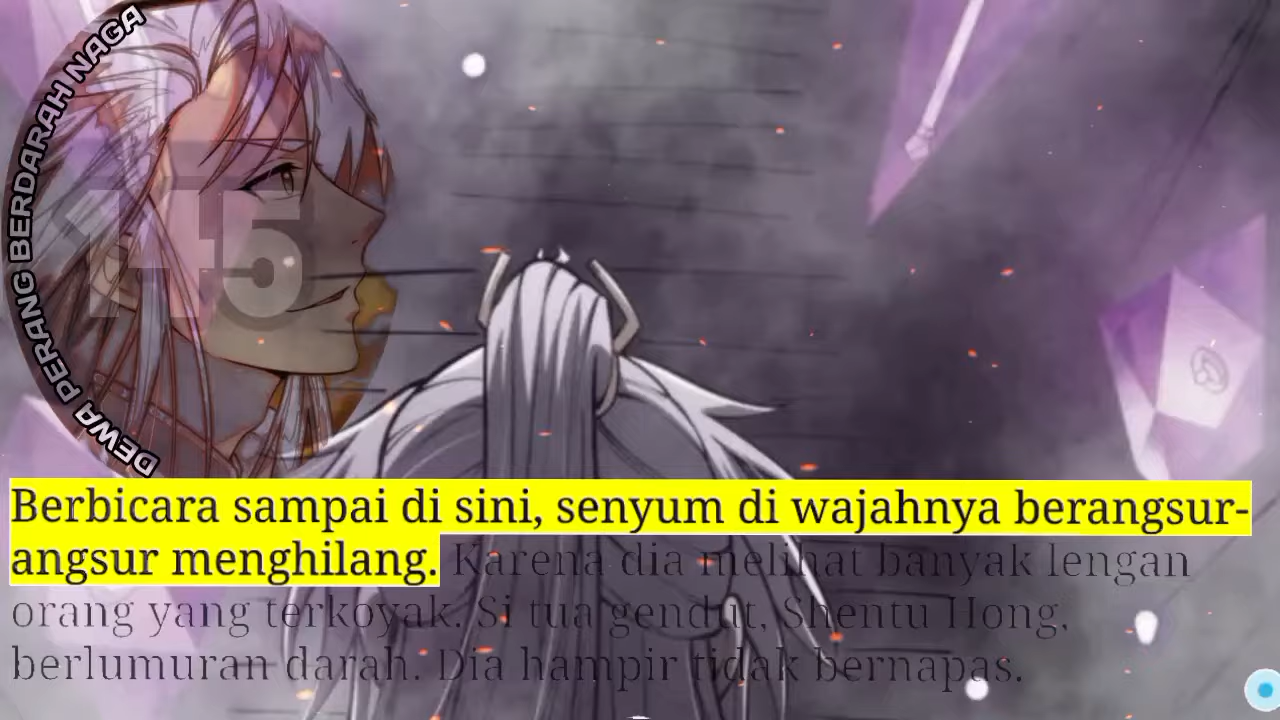 DEWA PERANG BERDARAH NAGA
145
Berbicara sampai di sini, senyum di wajahnya berangsur-
angsur menghilang. Karena dia melihat banyak lengan
orang yang terkoyak. Si tua gendut, Shentu Hong,
berlumuran darah. Dia hampir tidak bernapas.